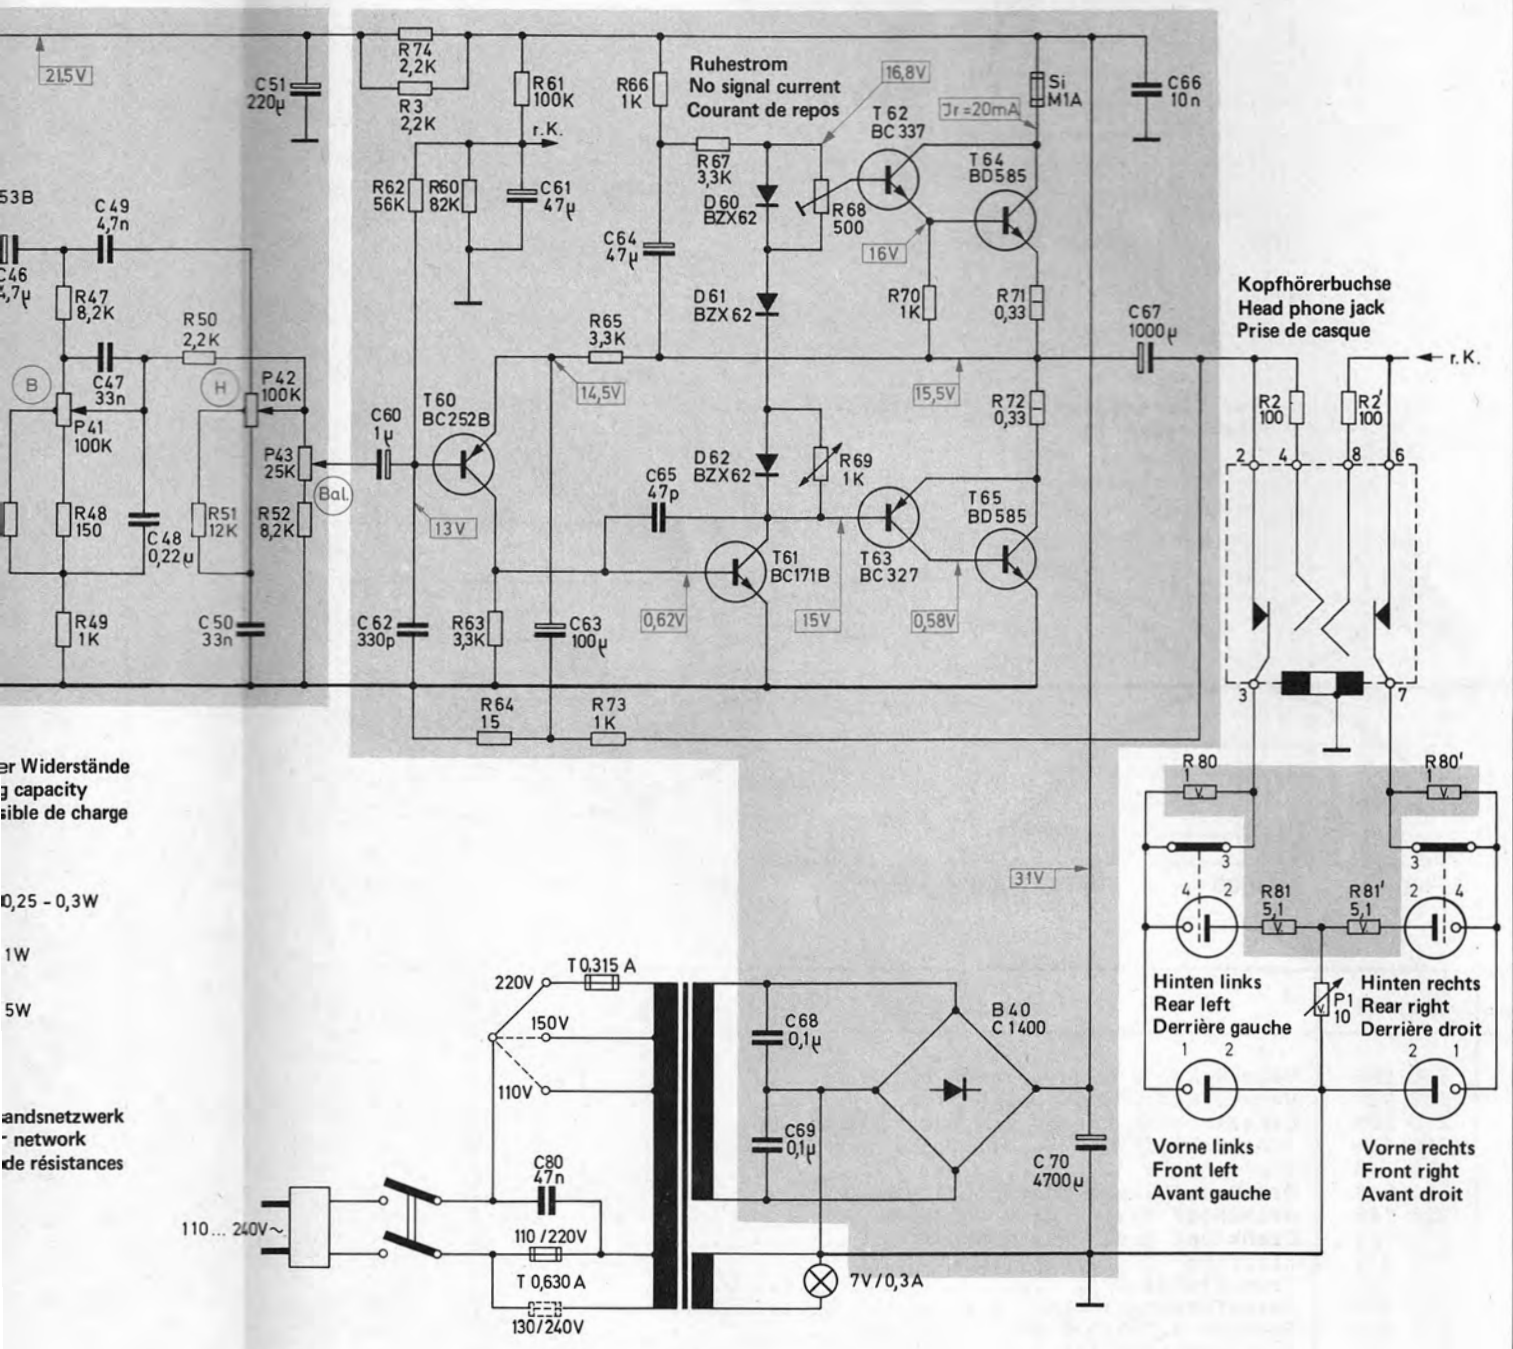 21,5V
C51
220µ
R74
2,2K
R3
2,2K
R61
100K
r.K.
R66
1K
Ruhestrom
No signal current
Courant de repos
16,8V
Jr=20mA
Si
M1A
C66
10n
T62
BC337
T64
BD585
R67
3,3K
D60
BZX62
R68
500
R62
56K
R60
82K
C61
47µ
C64
47µ
16V
53B
C49
4,7n
C46
4,7µ
R47
8,2K
R50
2,2K
C47
33n
B
H
P42
100K
P41
100K
P43
25K
Bal.
R48
150
C48
0,22µ
R51
12K
R52
8,2K
R49
1K
C50
33n
D61
BZX62
R70
1K
R71
0,33
C67
1000µ
Kopfhörerbuchse
Head phone jack
Prise de casque
r.K.
R65
3,3K
14,5V
15,5V
R72
0,33
R2
100
R2'
100
C60
1µ
T60
BC252B
D62
BZX62
R69
1K
C65
47p
2
4
8
6
13V
T61
BC171B
T63
BC327
T65
BD585
0,62V
15V
0,58V
C62
330p
R63
3,3K
C63
100µ
R64
15
R73
1K
3
7
er Widerstände
g capacity
sible de charge
0,25 - 0,3W
1W
5W
andsnetzwerk
r network
de résistances
R80
1
V.
R80'
1
V.
3
3
31V
4
2
R81
5,1
V.
R81'
5,1
V.
2
4
Hinten links
Rear left
Derrière gauche
P1
10
V
Hinten rechts
Rear right
Derrière droit
1
2
2
1
Vorne links
Front left
Avant gauche
Vorne rechts
Front right
Avant droit
T0,315 A
220V
150V
110V
C68
0,1µ
C69
0,1µ
B40
C1400
C70
4700µ
C80
47n
110... 240V~
110/220V
T 0,630 A
130/240V
7V/0,3A